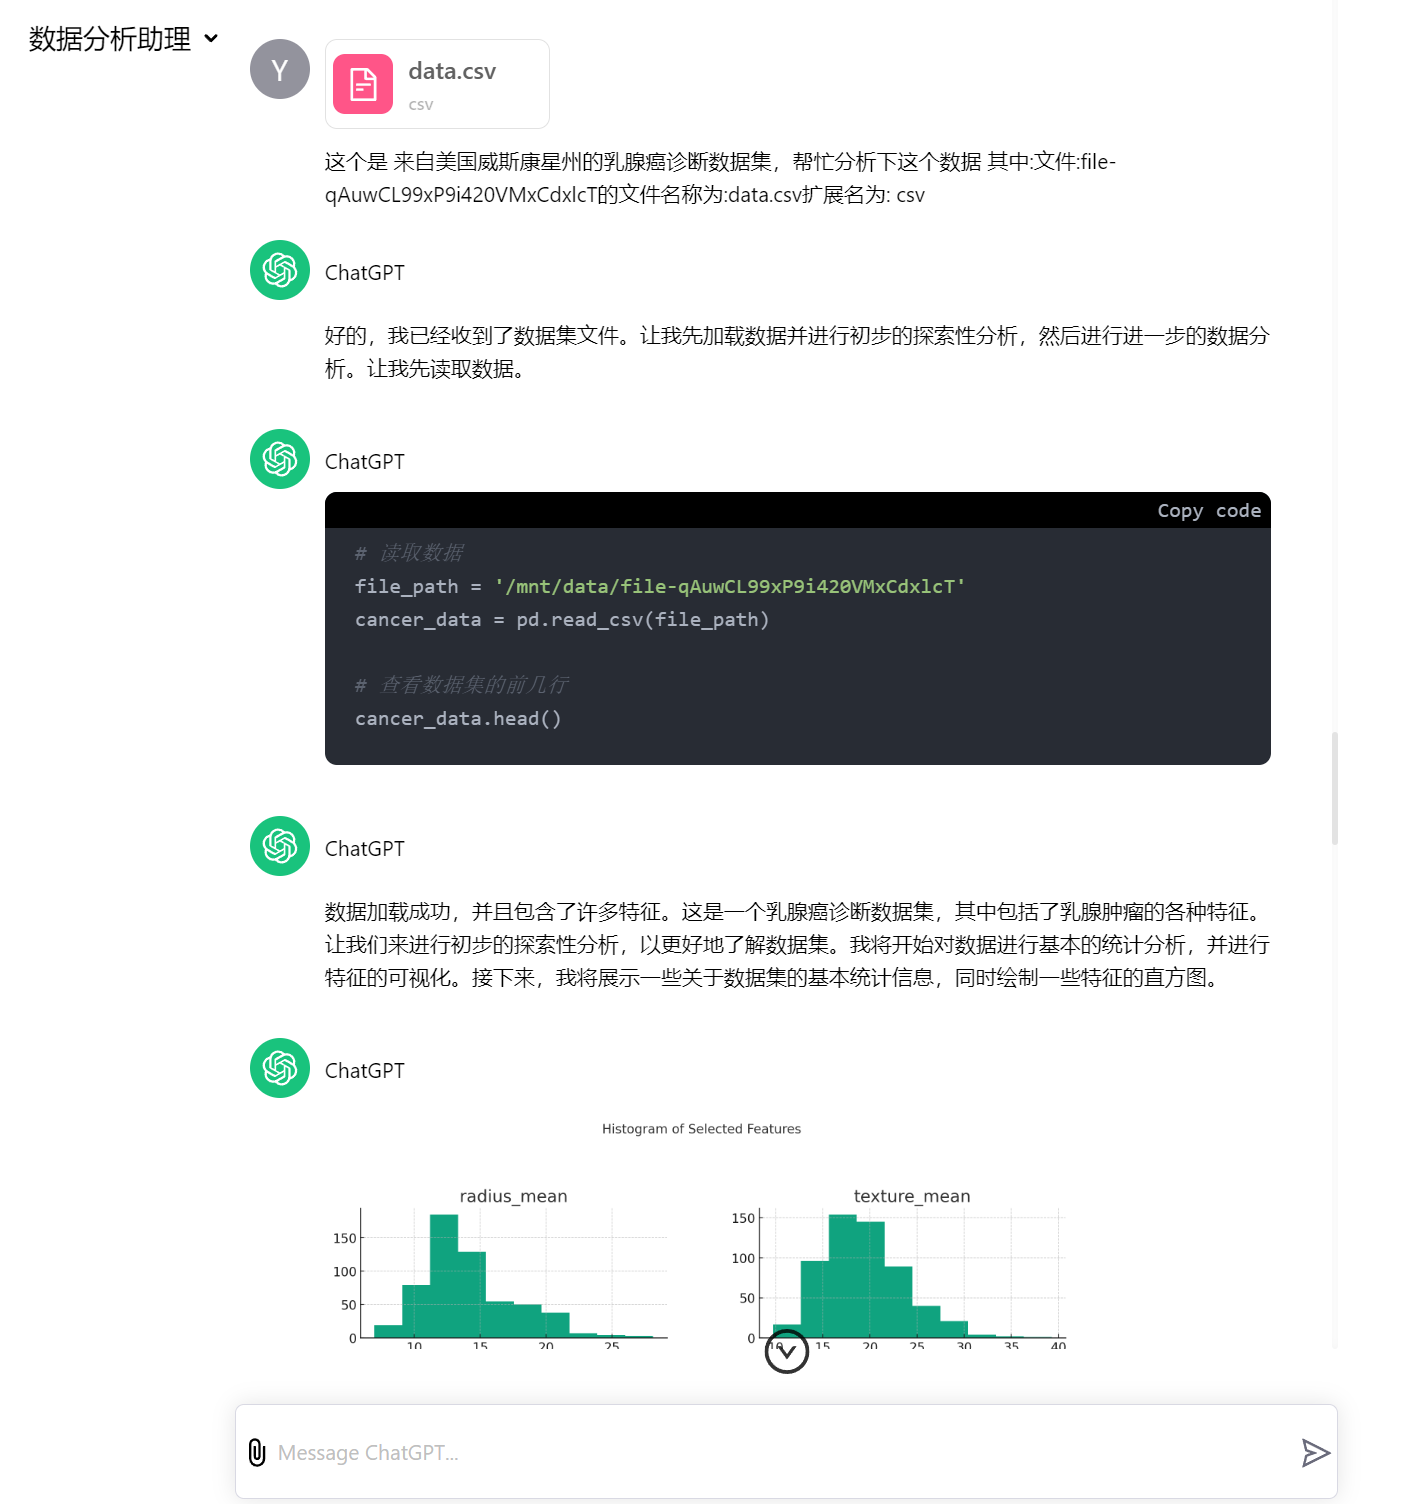 数据分析助理
Y
data.csv
csv
这个是 来自美国威斯康星州的乳腺癌诊断数据集，帮忙分析下这个数据 其中:文件:file-
qAuwCL99xP9i420VMxCdxlcT的文件名称为:data.csv扩展名为: csv
ChatGPT
好的，我已经收到了数据集文件。让我先加载数据并进行初步的探索性分析，然后进行进一步的数据分
析。让我先读取数据。
ChatGPT
Copy code
# 读取数据
file_path = '/mnt/data/file-qAuwCL99xP9i420VMxCdxlcT'
cancer_data = pd.read_csv(file_path)
# 查看数据集的前几行
cancer_data.head()
ChatGPT
数据加载成功，并且包含了许多特征。这是一个乳腺癌诊断数据集，其中包括了乳腺肿瘤的各种特征。
让我们来进行初步的探索性分析，以更好地了解数据集。我将开始对数据进行基本的统计分析，并进行
特征的可视化。接下来，我将展示一些关于数据集的基本统计信息，同时绘制一些特征的直方图。
ChatGPT
Histogram of Selected Features
radius_mean
150
100
50
0
10 15 20 25
texture_mean
150
100
50
0
10 15 20 25 30 35 40
Message ChatGPT...